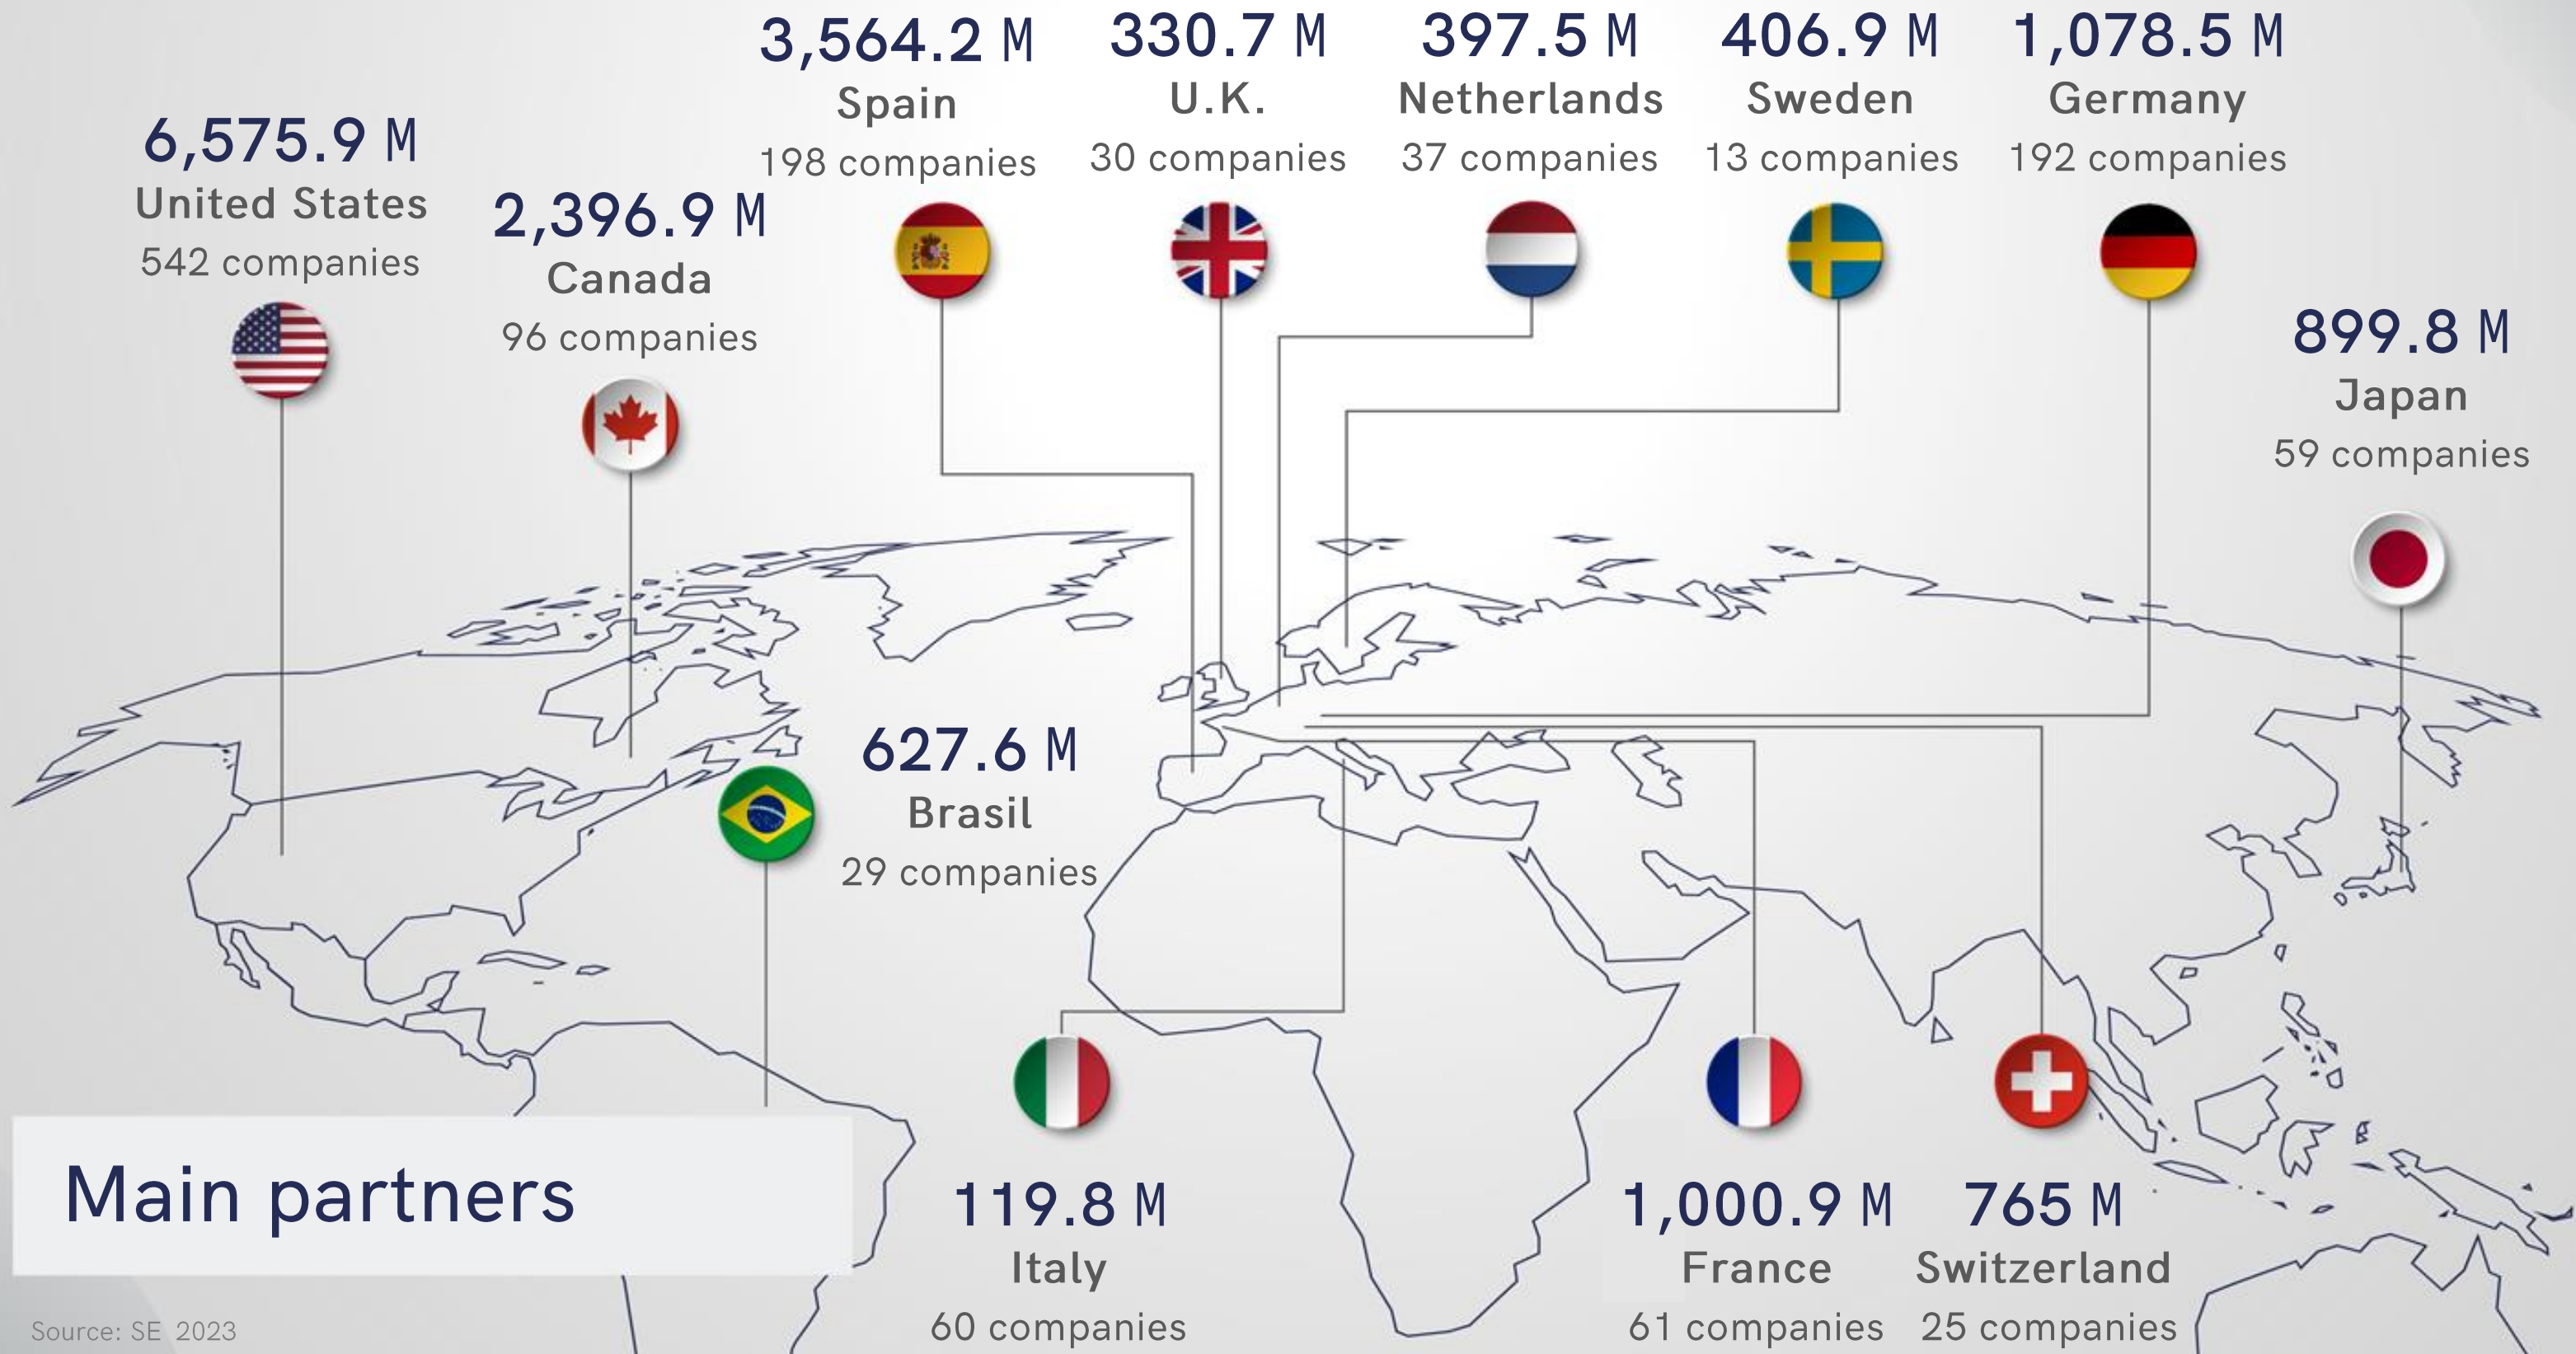 6,575.9 M
United States
542 companies
2,396.9 M
Canada
96 companies
3,564.2 M
Spain
198 companies
330.7 M
U.K.
30 companies
397.5 M
Netherlands
37 companies
406.9 M
Sweden
13 companies
1,078.5 M
Germany
192 companies
899.8 M
Japan
59 companies
627.6 M
Brasil
29 companies
Main partners
119.8 M
Italy
60 companies
1,000.9 M
France
61 companies
765 M
Switzerland
25 companies
Source: SE 2023